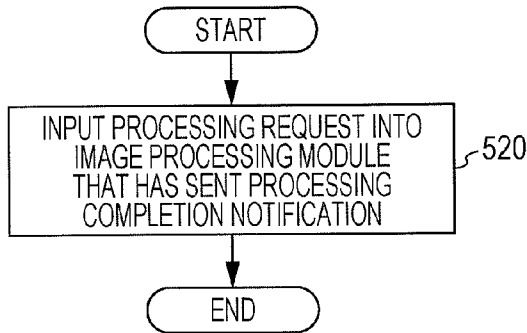 START
INPUT PROCESSING REQUEST INTO
IMAGE PROCESSING MODULE
THAT HAS SENT PROCESSING
COMPLETION NOTIFICATION
520
END